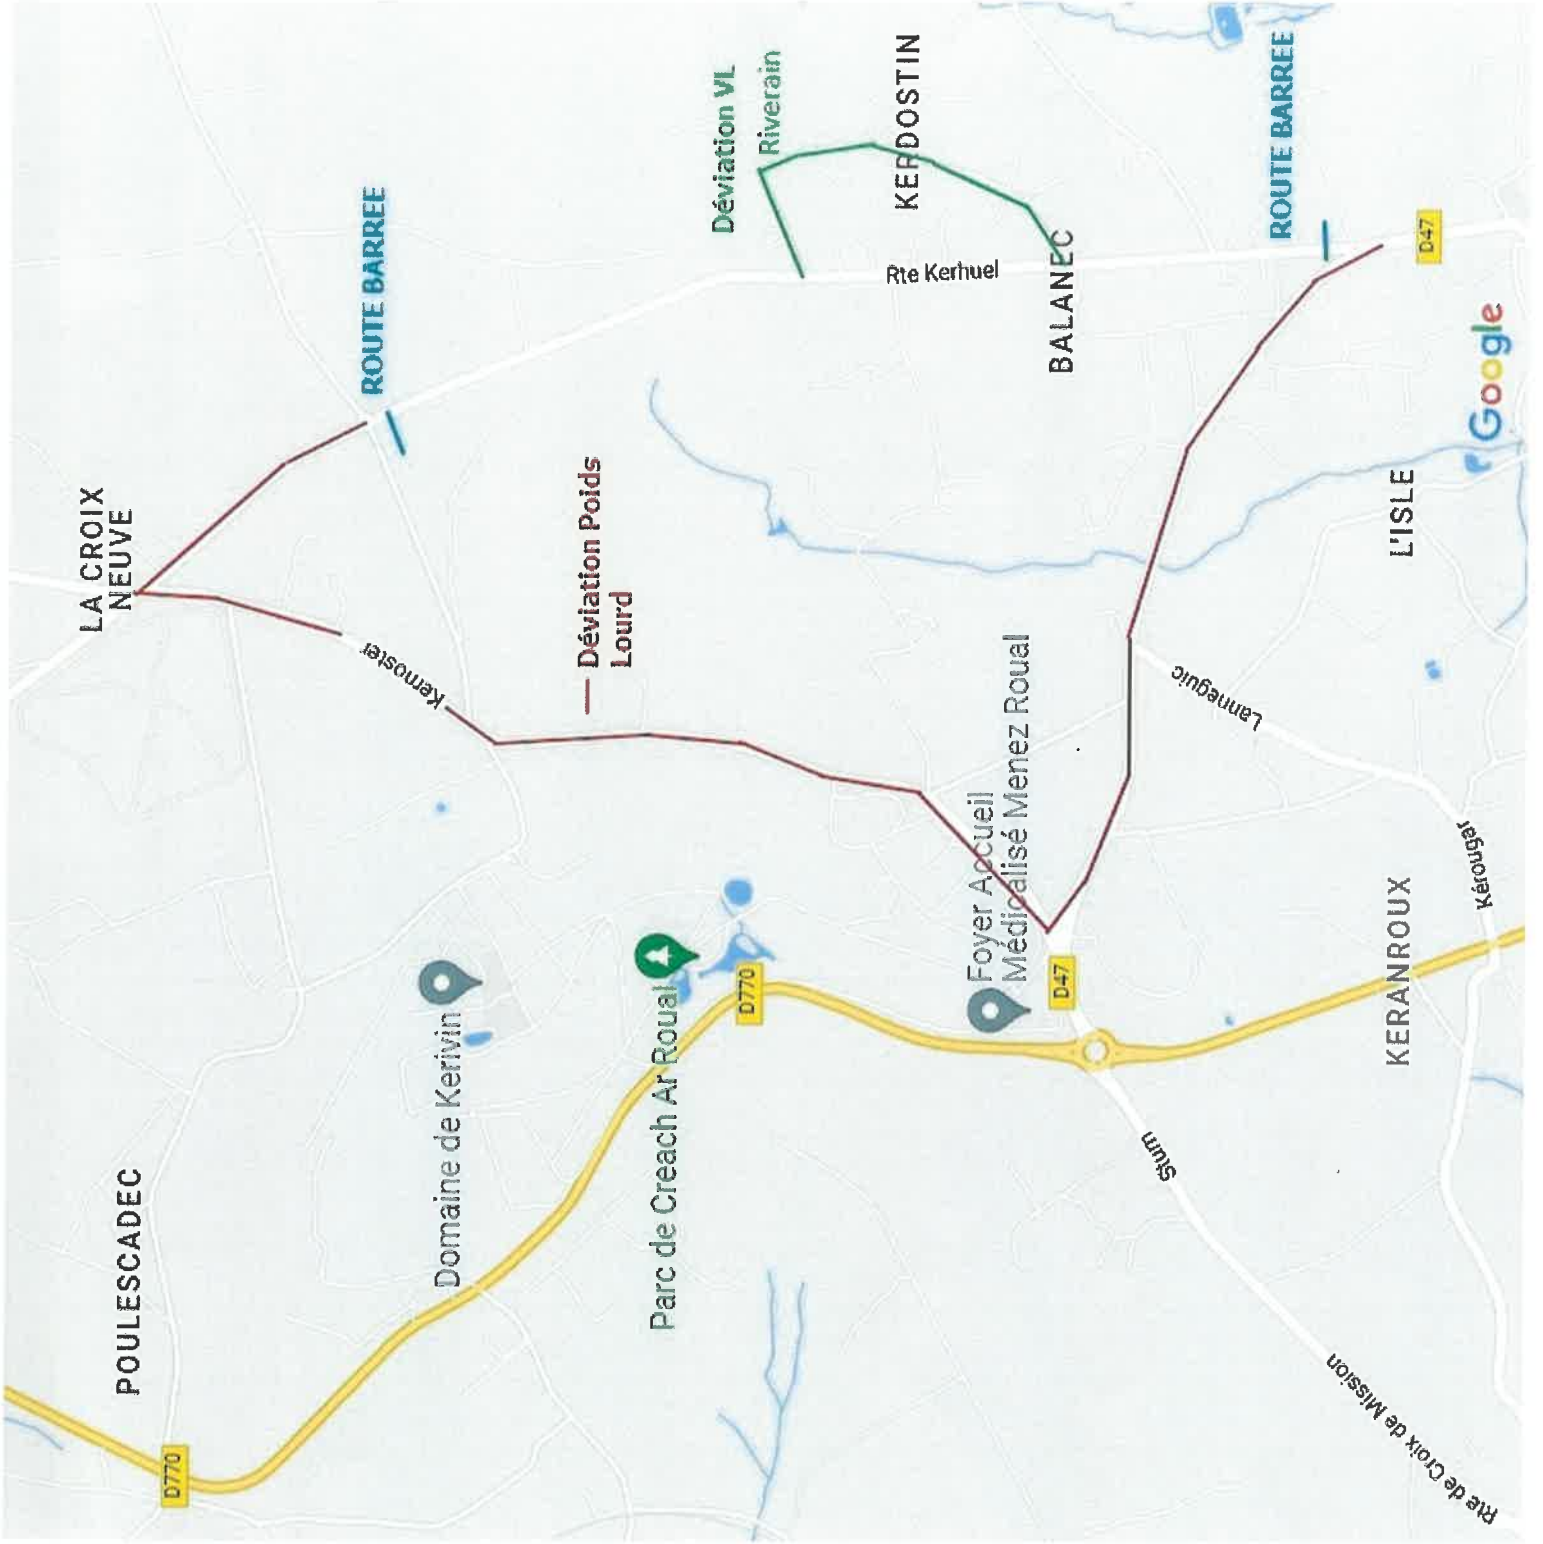 LA CROIX
NEUVE
POULESCADEC
D770
ROUTE BARREE
Kernoster
Domaine de Kerivin
Déviation Poids
Lourd
Parc de Creach Ar Roual
D770
Déviation VL
Riverain
KERDOSTIN
Rte Kerhuel
BALANEC
Foyer Accueil
Médicalisé Menez Roual
D47
Stum
Lanneguic
ROUTE BARREE
D47
L'ISLE
KERANROUX
Kérougar
Rte de Croix de Mission
Google